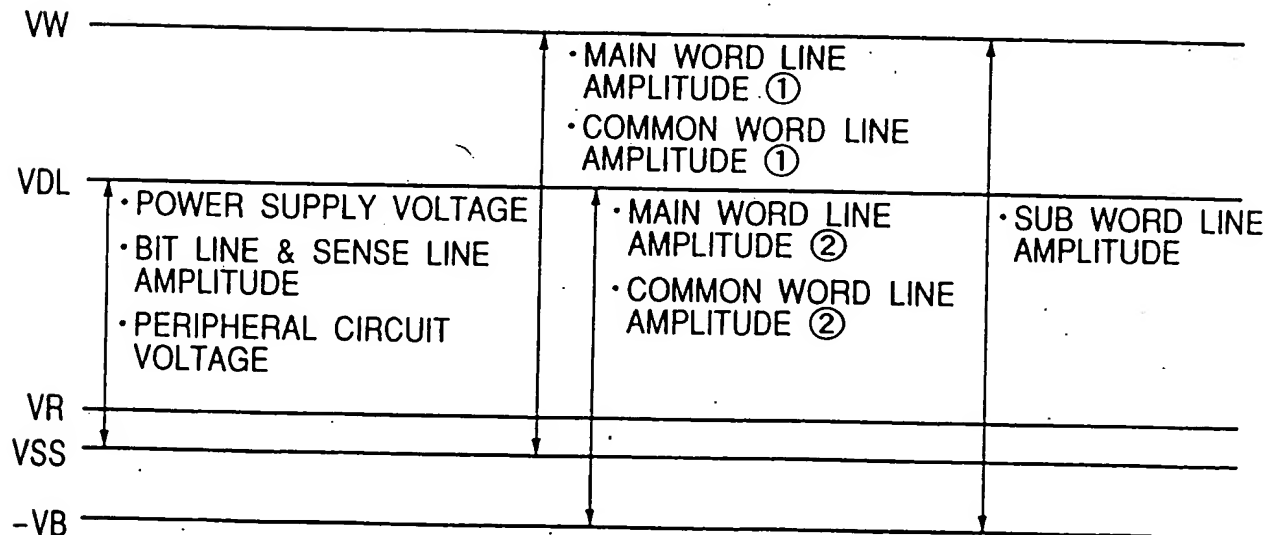 VW
·MAIN WORD LINE
AMPLITUDE ①
·COMMON WORD LINE
AMPLITUDE ①
VDL
·POWER SUPPLY VOLTAGE
·BIT LINE & SENSE LINE
AMPLITUDE
·PERIPHERAL CIRCUIT
VOLTAGE
·MAIN WORD LINE
AMPLITUDE ②
·COMMON WORD LINE
AMPLITUDE ②
·SUB WORD LINE
AMPLITUDE
VR
VSS
-VB